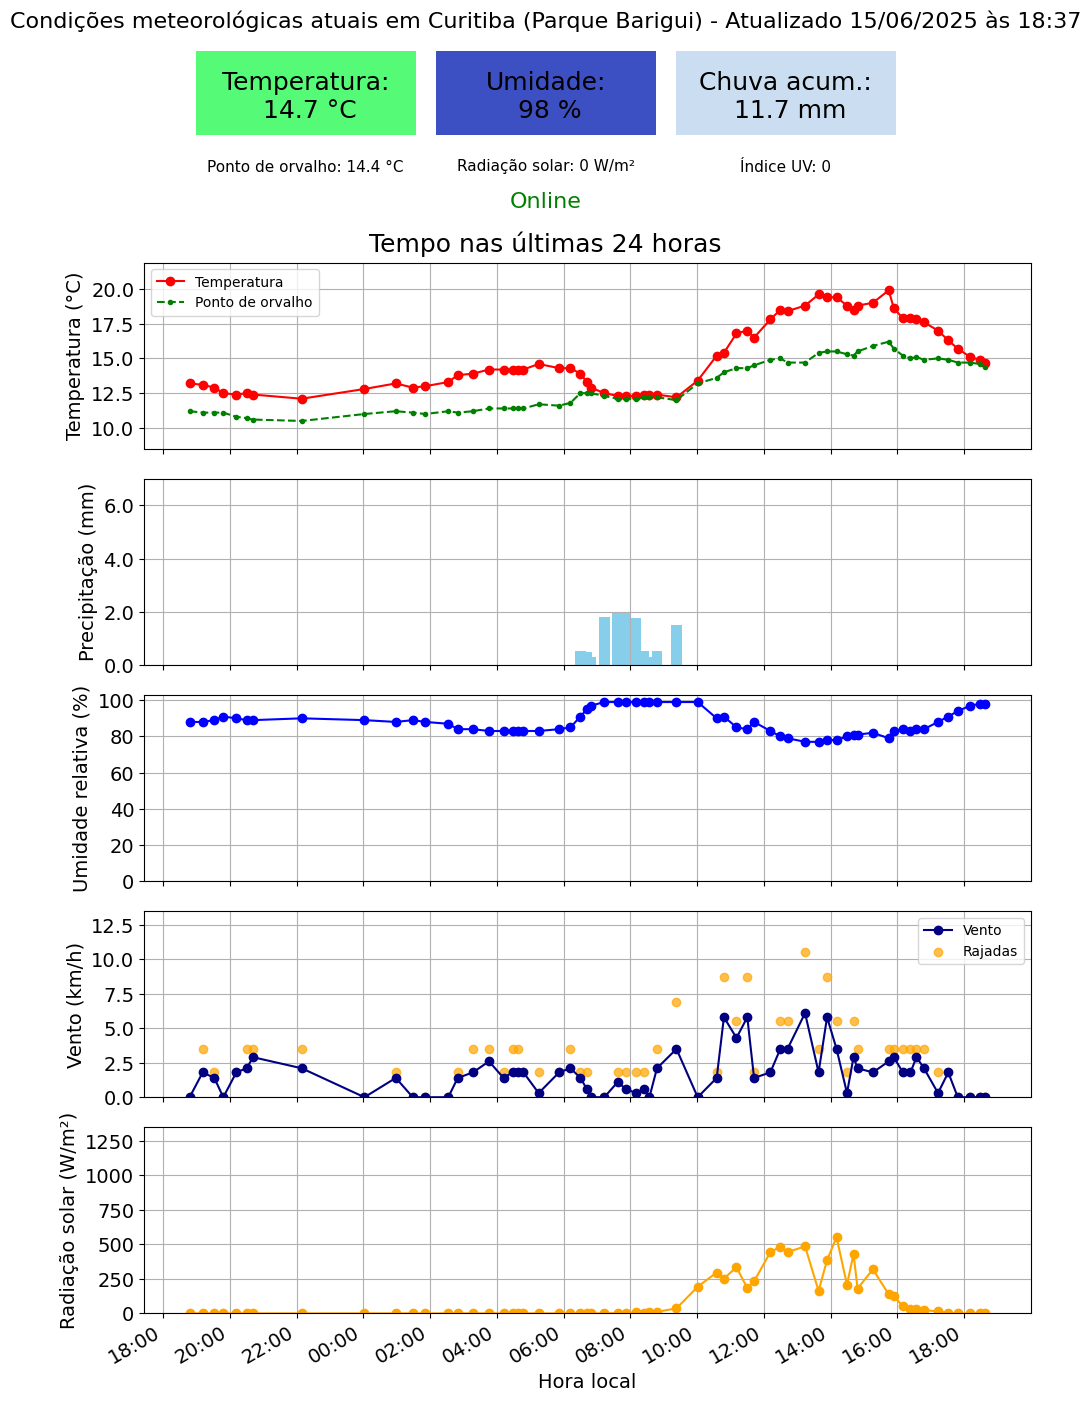 Condições meteorológicas atuais em Curitiba (Parque Barigui) - Atualizado 15/06/2025 às 18:37
Temperatura:
14.7 °C
Umidade:
98 %
Chuva acum.:
11.7 mm
Ponto de orvalho: 14.4 °C
Radiação solar: 0 W/m²
Índice UV: 0
Online
Tempo nas últimas 24 horas
Temperatura (°C)
20.0
17.5
15.0
12.5
10.0
Temperatura
Ponto de orvalho
Precipitação (mm)
6.0
4.0
2.0
0.0
Umidade relativa (%)
100
80
60
40
20
0
Vento (km/h)
12.5
10.0
7.5
5.0
2.5
0.0
Vento
Rajadas
Radiação solar (W/m²)
1250
1000
750
500
250
0
18:00
20:00
22:00
00:00
02:00
04:00
06:00
08:00
10:00
12:00
14:00
16:00
18:00
Hora local